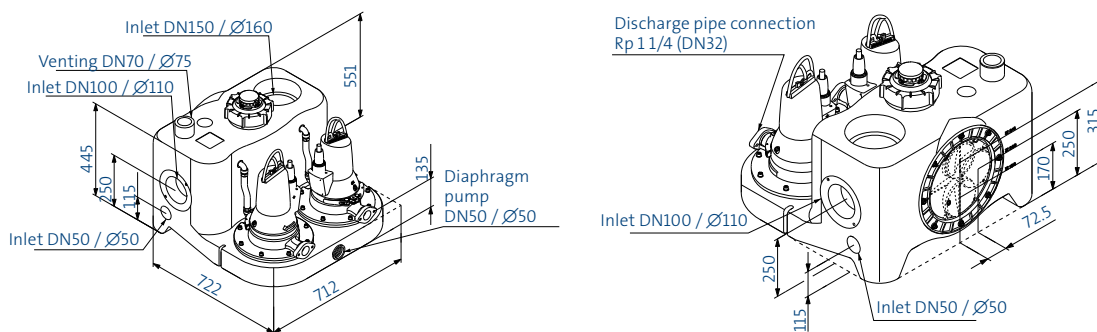 Inlet DN150 / Ø160
Venting DN70 / Ø75
Inlet DN100 / Ø110
551
445
250
115
135
Diaphragm
pump
DN50 / Ø50
Inlet DN50 / Ø50
722
712
Discharge pipe connection
Rp 1 1/4 (DN32)
315
250
170
72.5
Inlet DN100 / Ø110
250
115
Inlet DN50 / Ø50